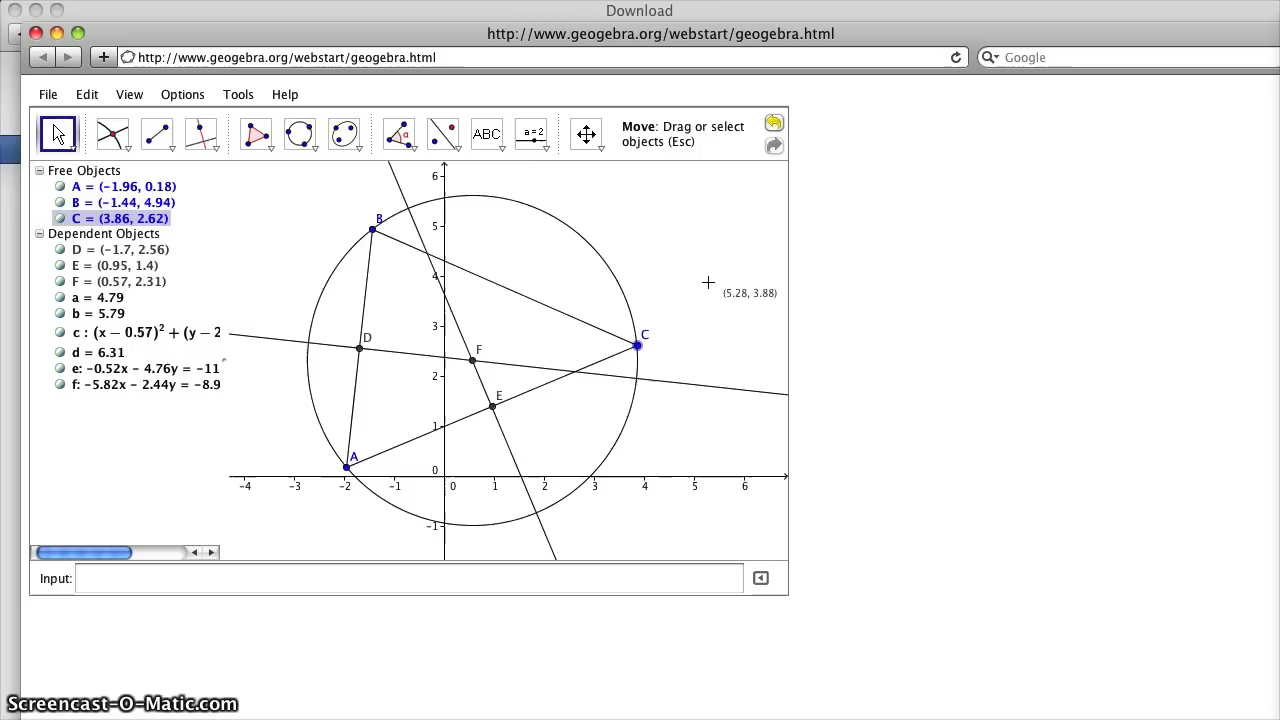 Download
http://www.geogebra.org/webstart/geogebra.html
http://www.geogebra.org/webstart/geogebra.html
Google
File Edit View Options Tools Help
ABC
a=2
Move: Drag or select
objects (Esc)
Free Objects
A = (−1.96, 0.18)
B = (−1.44, 4.94)
C = (3.86, 2.62)
Dependent Objects
D = (−1.7, 2.56)
E = (0.95, 1.4)
F = (0.57, 2.31)
a = 4.79
b = 5.79
c : (x − 0.57)² + (y − 2
d = 6.31
e: −0.52x − 4.76y = −11
f: −5.82x − 2.44y = −8.9
6
B
5
4
(5.28, 3.88)
3
D
C
F
2
E
1
A
0
−4 −3 −2 −1 0 1 2 3 4 5 6
−1
Input:
Screencast-O-Matic.com